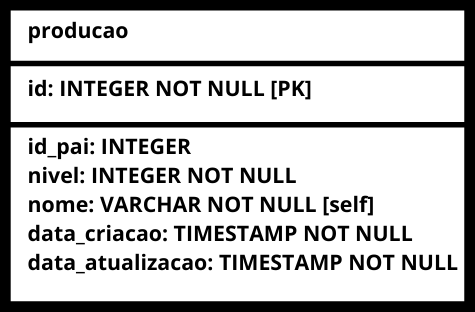 producao
id: INTEGER NOT NULL [PK]
id_pai: INTEGER
nivel: INTEGER NOT NULL
nome: VARCHAR NOT NULL [self]
data_criacao: TIMESTAMP NOT NULL
data_atualizacao: TIMESTAMP NOT NULL